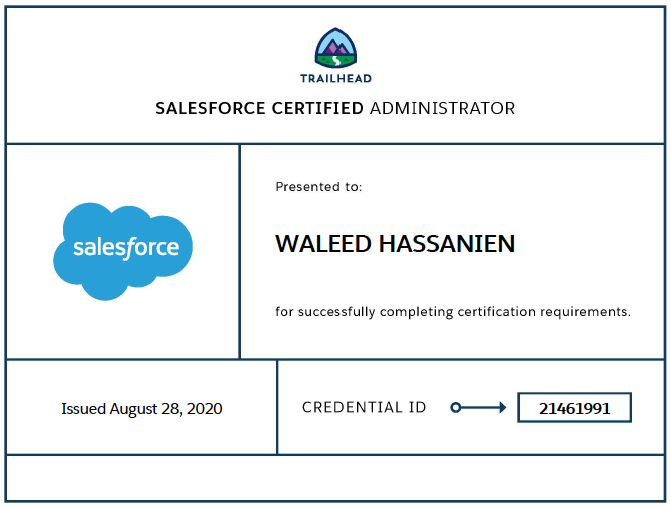 TRAILHEAD
SALESFORCE CERTIFIED ADMINISTRATOR
Presented to:
salesforce
WALEED HASSANIEN
for successfully completing certification requirements.
Issued August 28, 2020
CREDENTIAL ID
21461991